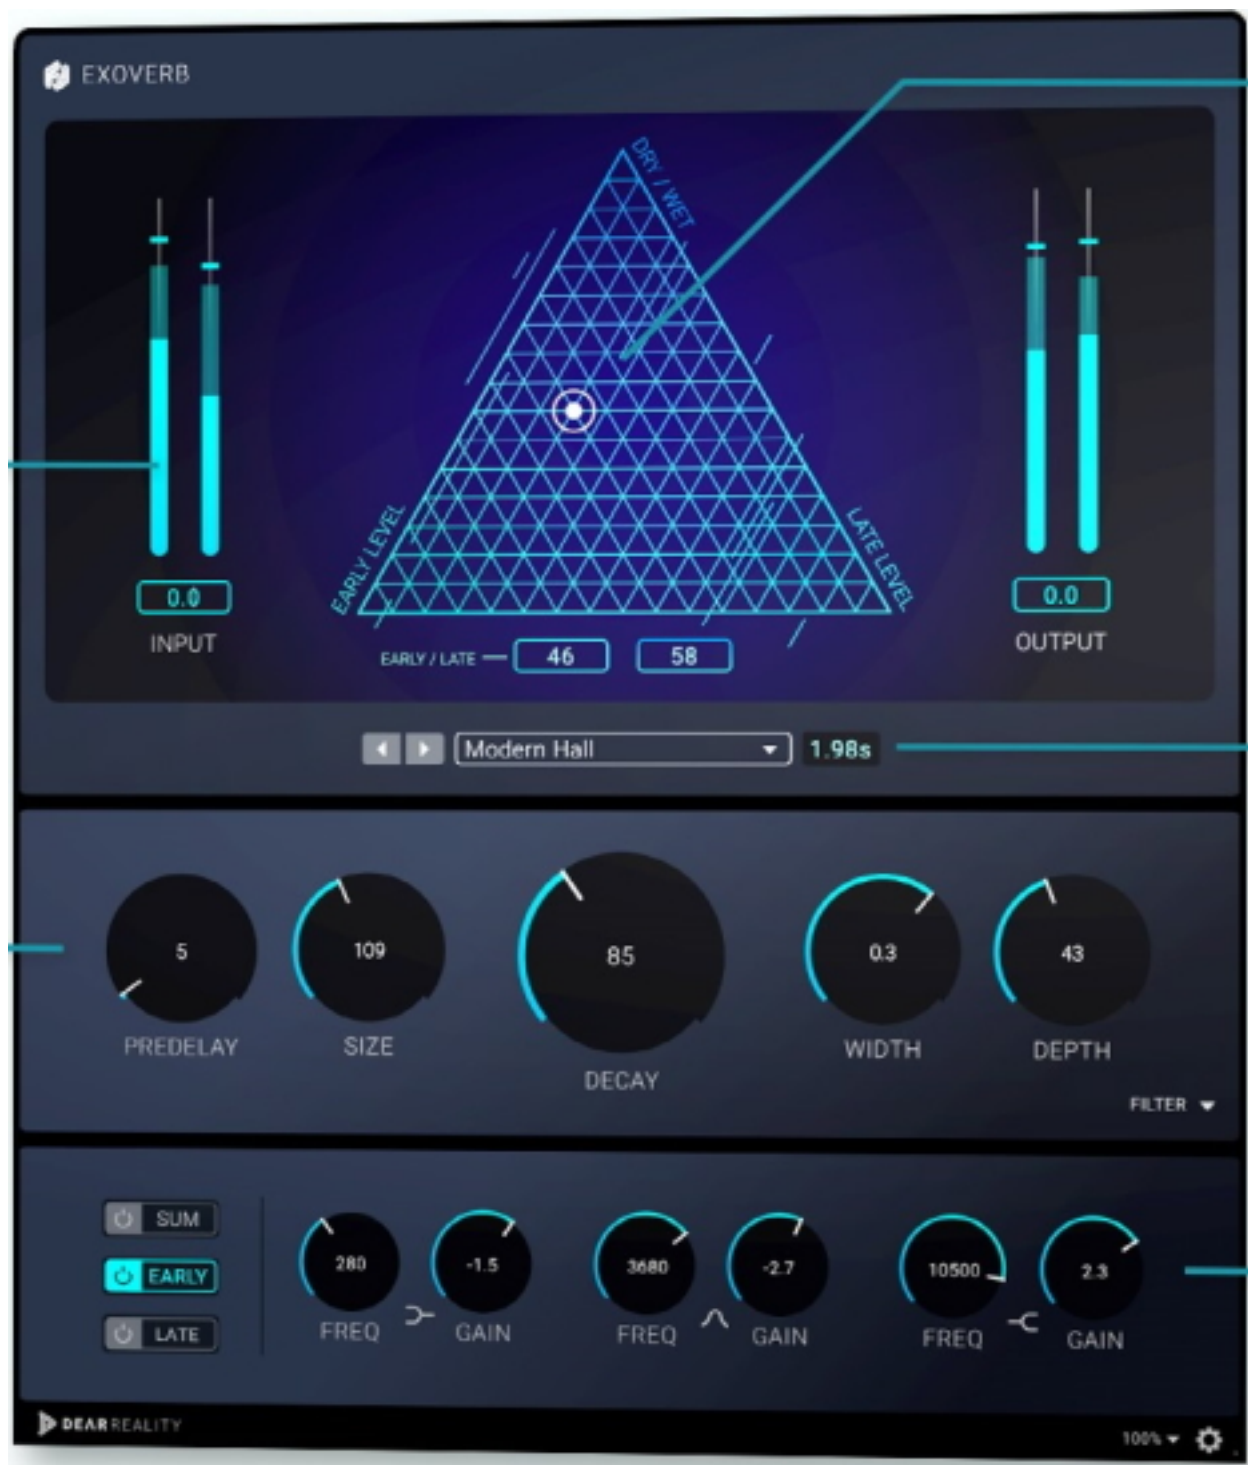 EXOVERB
DRY / WET
EARLY LEVEL
LATE LEVEL
0.0
INPUT
0.0
OUTPUT
EARLY / LATE
46
58
Modern Hall
1.98s
5
PREDELAY
109
SIZE
85
DECAY
0.3
WIDTH
43
DEPTH
FILTER
SUM
EARLY
LATE
280
FREQ
-1.5
GAIN
3680
FREQ
-2.7
GAIN
10500
FREQ
2.3
GAIN
DEARREALITY
100%